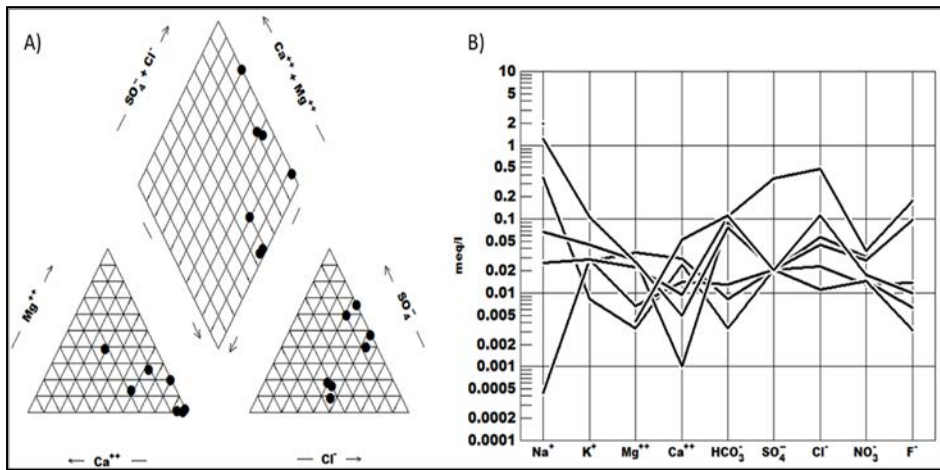 A)
SO₄⁻ + Cl⁻
Ca⁺⁺ + Mg⁺⁺
Mg⁺⁺
SO₄⁻
Ca⁺⁺
Cl⁻
B)
meq/l
10
5
2
1
0.5
0.2
0.1
0.05
0.02
0.01
0.005
0.002
0.001
0.0005
0.0002
0.0001
Na⁺ K⁺ Mg⁺⁺ Ca⁺⁺ HCO₃⁻ SO₄⁻ Cl⁻ NO₃⁻ F⁻